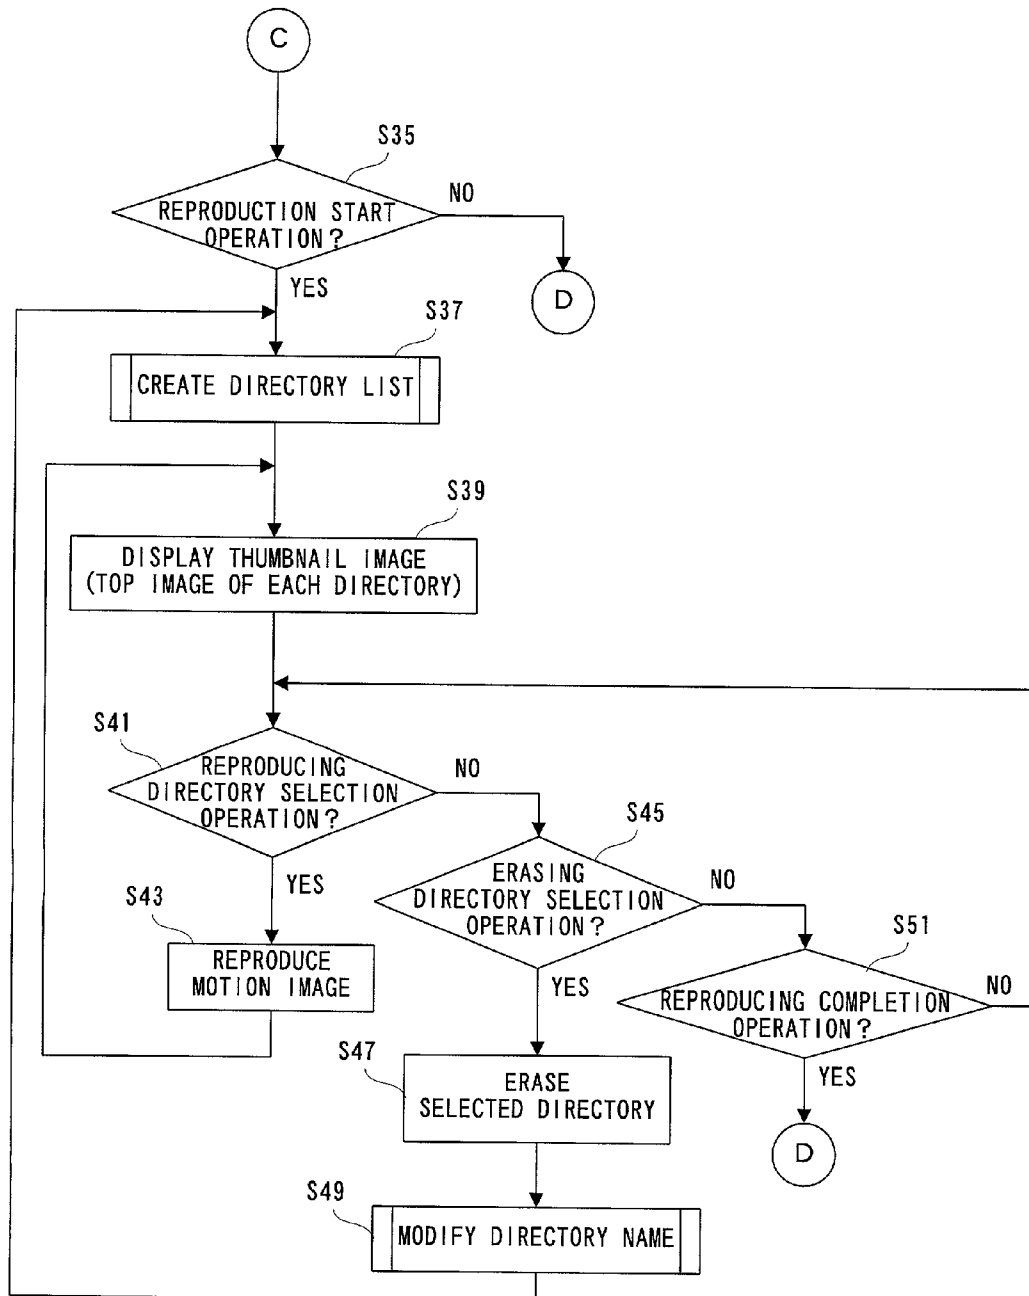 C
S35
REPRODUCTION START
OPERATION?
NO
YES
D
S37
CREATE DIRECTORY LIST
S39
DISPLAY THUMBNAIL IMAGE
(TOP IMAGE OF EACH DIRECTORY)
S41
REPRODUCING
DIRECTORY SELECTION
OPERATION?
NO
YES
S43
REPRODUCE
MOTION IMAGE
S45
ERASING
DIRECTORY SELECTION
OPERATION?
NO
YES
S51
REPRODUCING COMPLETION
OPERATION?
NO
YES
D
S47
ERASE
SELECTED DIRECTORY
S49
MODIFY DIRECTORY NAME